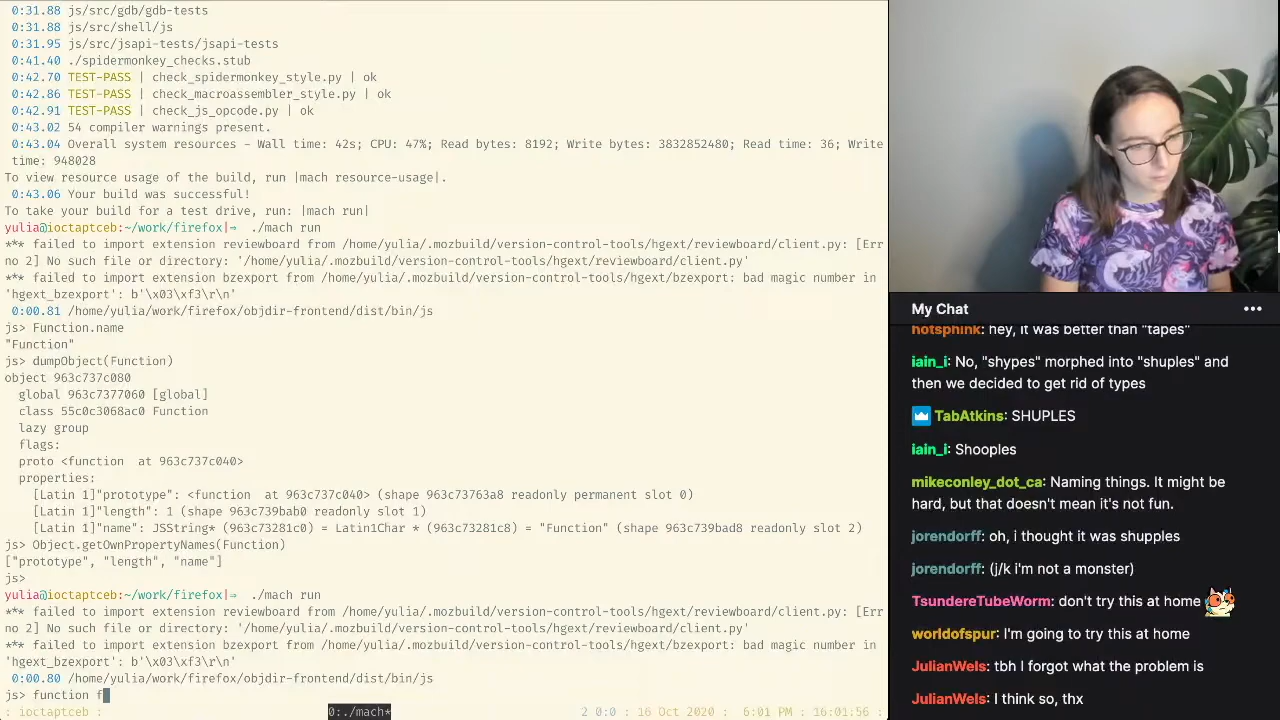 0:31.88 js/src/gdb/gdb-tests
0:31.88 js/src/shell/js
0:31.95 js/src/jsapi-tests/jsapi-tests
0:41.40 ./spidermonkey_checks.stub
0:42.70 TEST-PASS | check_spidermonkey_style.py | ok
0:42.86 TEST-PASS | check_macroassembler_style.py | ok
0:42.91 TEST-PASS | check_js_opcode.py | ok
0:43.02 54 compiler warnings present.
0:43.04 Overall system resources - Wall time: 42s; CPU: 47%; Read bytes: 8192; Write bytes: 3832852480; Read time: 36; Write
time: 948028
To view resource usage of the build, run |mach resource-usage|.
0:43.06 Your build was successful!
To take your build for a test drive, run: |mach run|
yulia@ioctaptceb:~/work/firefox|⇒ ./mach run
*** failed to import extension reviewboard from /home/yulia/.mozbuild/version-control-tools/hgext/reviewboard/client.py: [Err
no 2] No such file or directory: '/home/yulia/.mozbuild/version-control-tools/hgext/reviewboard/client.py'
*** failed to import extension bzexport from /home/yulia/.mozbuild/version-control-tools/hgext/bzexport: bad magic number in
'hgext_bzexport': b'\x03\xf3\r\n'
0:00.81 /home/yulia/work/firefox/objdir-frontend/dist/bin/js
js> Function.name
"Function"
js> dumpObject(Function)
object 963c737c080
global 963c7377060 [global]
class 55c0c3068ac0 Function
lazy group
flags:
proto <function  at 963c737c040>
properties:
[Latin 1]"prototype": <function  at 963c737c040> (shape 963c73763a8 readonly permanent slot 0)
[Latin 1]"length": 1 (shape 963c739bab0 readonly slot 1)
[Latin 1]"name": JSString* (963c73281c0) = Latin1Char * (963c73281c8) = "Function" (shape 963c739bad8 readonly slot 2)
js> Object.getOwnPropertyNames(Function)
["prototype", "length", "name"]
js>
yulia@ioctaptceb:~/work/firefox|⇒ ./mach run
*** failed to import extension reviewboard from /home/yulia/.mozbuild/version-control-tools/hgext/reviewboard/client.py: [Err
no 2] No such file or directory: '/home/yulia/.mozbuild/version-control-tools/hgext/reviewboard/client.py'
*** failed to import extension bzexport from /home/yulia/.mozbuild/version-control-tools/hgext/bzexport: bad magic number in
'hgext_bzexport': b'\x03\xf3\r\n'
0:00.80 /home/yulia/work/firefox/objdir-frontend/dist/bin/js
js> function f
: ioctaptceb : 0:./mach* 2 0:0 : 16 Oct 2020 : 6:01 PM : 16:01:56 :
My Chat
hotsphink: hey, it was better than "tapes"
iain_i: No, "shypes" morphed into "shuples" and
then we decided to get rid of types
TabAtkins: SHUPLES
iain_i: Shooples
mikeconley_dot_ca: Naming things. It might be
hard, but that doesn't mean it's not fun.
jorendorff: oh, i thought it was shupples
jorendorff: (j/k i'm not a monster)
TsundereTubeWorm: don't try this at home
worldofspur: I'm going to try this at home
JulianWels: tbh I forgot what the problem is
JulianWels: I think so, thx